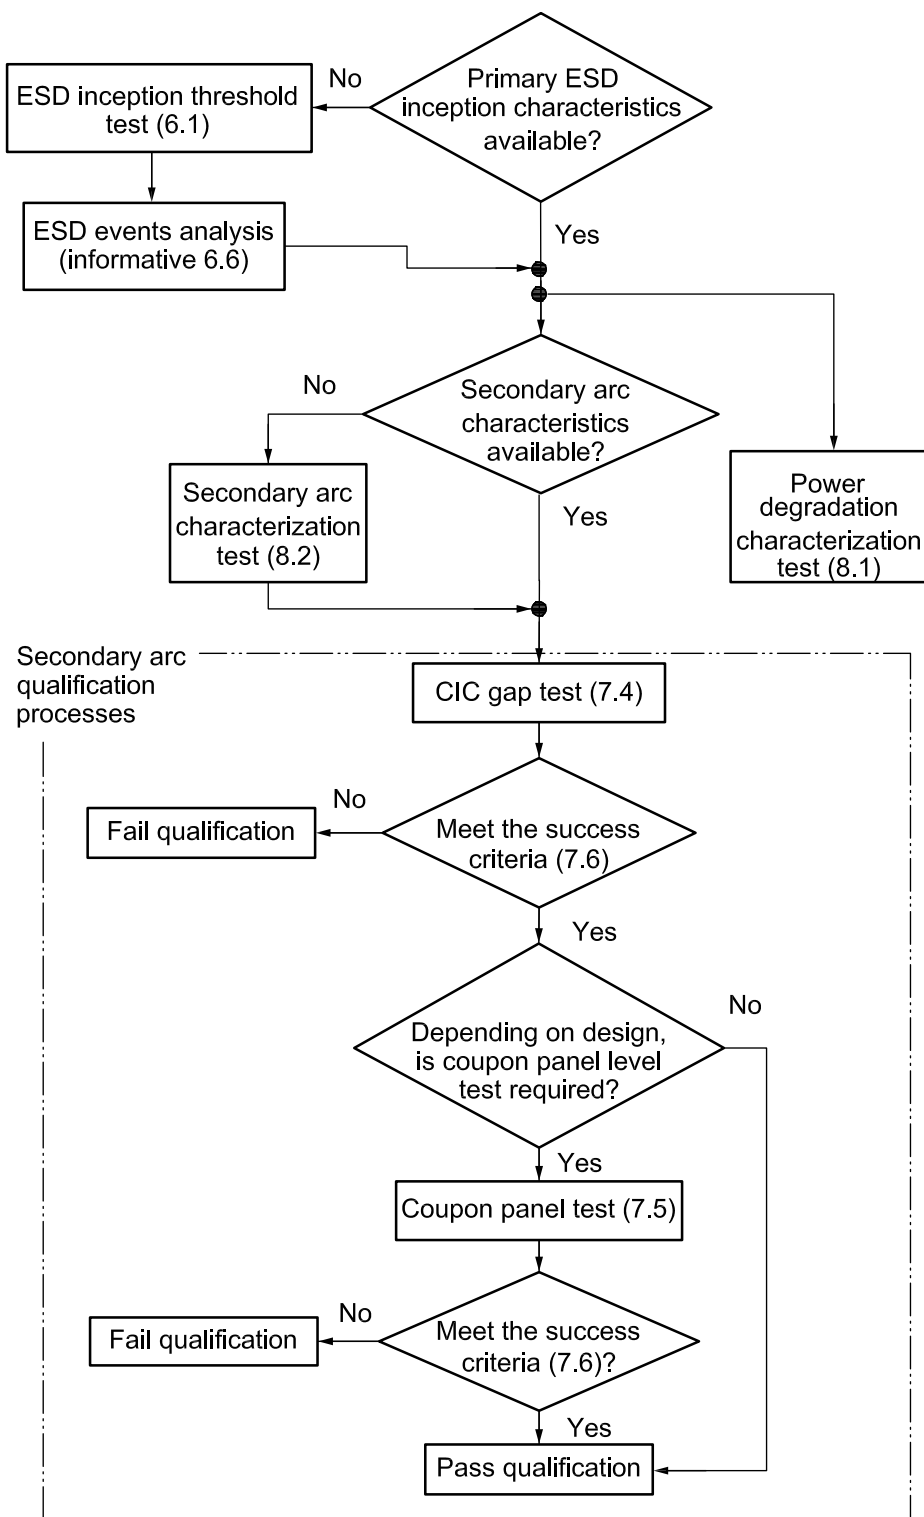 Primary ESD
inception characteristics
available?
No
ESD inception threshold
test (6.1)
ESD events analysis
(informative 6.6)
Yes
Secondary arc
characteristics
available?
No
Secondary arc
characterization
test (8.2)
Yes
Power
degradation
characterization
test (8.1)
Secondary arc
qualification
processes
CIC gap test (7.4)
No
Fail qualification
Meet the success
criteria (7.6)
Yes
No
Depending on design,
is coupon panel level
test required?
Yes
Coupon panel test (7.5)
No
Fail qualification
Meet the success
criteria (7.6)?
Yes
Pass qualification